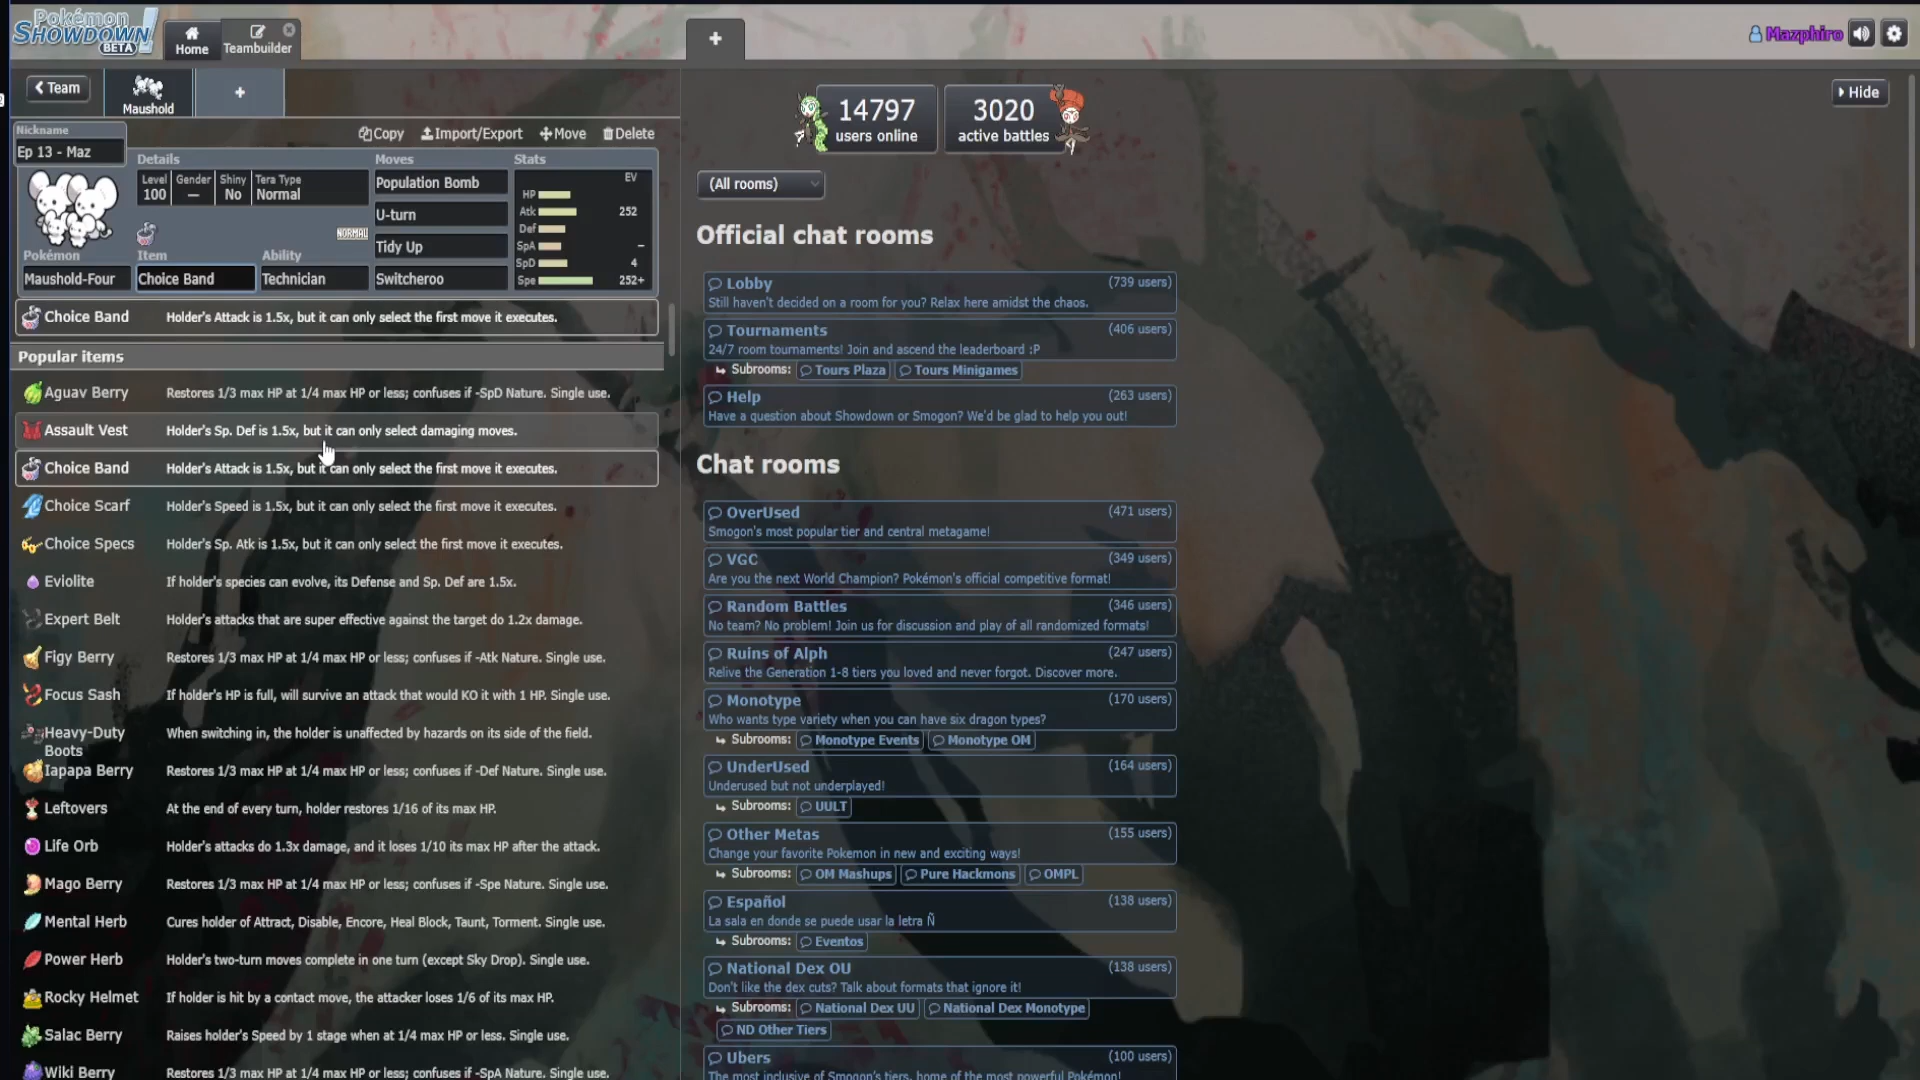 Pokémon
Showdown!
BETA
Home
Teambuilder
+
Mazphiro
Team
Maushold
+
Hide
Nickname
Ep 13 - Maz
Copy
Import/Export
Move
Delete
Details
Level
100
Gender
—
Shiny
No
Tera Type
Normal
NORMAL
Pokémon
Maushold-Four
Item
Choice Band
Ability
Technician
Moves
Population Bomb
U-turn
Tidy Up
Switcheroo
Stats
EV
HP
Atk 252
Def
SpA –
SpD 4
Spe 252+
Choice Band Holder's Attack is 1.5x, but it can only select the first move it executes.
Popular items
Aguav Berry Restores 1/3 max HP at 1/4 max HP or less; confuses if -SpD Nature. Single use.
Assault Vest Holder's Sp. Def is 1.5x, but it can only select damaging moves.
Choice Band Holder's Attack is 1.5x, but it can only select the first move it executes.
Choice Scarf Holder's Speed is 1.5x, but it can only select the first move it executes.
Choice Specs Holder's Sp. Atk is 1.5x, but it can only select the first move it executes.
Eviolite If holder's species can evolve, its Defense and Sp. Def are 1.5x.
Expert Belt Holder's attacks that are super effective against the target do 1.2x damage.
Figy Berry Restores 1/3 max HP at 1/4 max HP or less; confuses if -Atk Nature. Single use.
Focus Sash If holder's HP is full, will survive an attack that would KO it with 1 HP. Single use.
Heavy-Duty Boots When switching in, the holder is unaffected by hazards on its side of the field.
Iapapa Berry Restores 1/3 max HP at 1/4 max HP or less; confuses if -Def Nature. Single use.
Leftovers At the end of every turn, holder restores 1/16 of its max HP.
Life Orb Holder's attacks do 1.3x damage, and it loses 1/10 its max HP after the attack.
Mago Berry Restores 1/3 max HP at 1/4 max HP or less; confuses if -Spe Nature. Single use.
Mental Herb Cures holder of Attract, Disable, Encore, Heal Block, Taunt, Torment. Single use.
Power Herb Holder's two-turn moves complete in one turn (except Sky Drop). Single use.
Rocky Helmet If holder is hit by a contact move, the attacker loses 1/6 of its max HP.
Salac Berry Raises holder's Speed by 1 stage when at 1/4 max HP or less. Single use.
Wiki Berry Restores 1/3 max HP at 1/4 max HP or less; confuses if -SpA Nature. Single use.
14797
users online
3020
active battles
(All rooms)
Official chat rooms
Lobby (739 users)
Still haven't decided on a room for you? Relax here amidst the chaos.
Tournaments (406 users)
24/7 room tournaments! Join and ascend the leaderboard :P
Subrooms: Tours Plaza Tours Minigames
Help (263 users)
Have a question about Showdown or Smogon? We'd be glad to help you out!
Chat rooms
OverUsed (471 users)
Smogon's most popular tier and central metagame!
VGC (349 users)
Are you the next World Champion? Pokémon's official competitive format!
Random Battles (346 users)
No team? No problem! Join us for discussion and play of all randomized formats!
Ruins of Alph (247 users)
Relive the Generation 1-8 tiers you loved and never forgot. Discover more.
Monotype (170 users)
Who wants type variety when you can have six dragon types?
Subrooms: Monotype Events Monotype OM
UnderUsed (164 users)
Underused but not underplayed!
Subrooms: UULT
Other Metas (155 users)
Change your favorite Pokemon in new and exciting ways!
Subrooms: OM Mashups Pure Hackmons OMPL
Español (138 users)
La sala en donde se puede usar la letra Ñ
Subrooms: Eventos
National Dex OU (138 users)
Don't like the dex cuts? Talk about formats that ignore it!
Subrooms: National Dex UU National Dex Monotype
ND Other Tiers
Ubers (100 users)
The most inclusive of Smogon's tiers, home of the most powerful Pokémon!